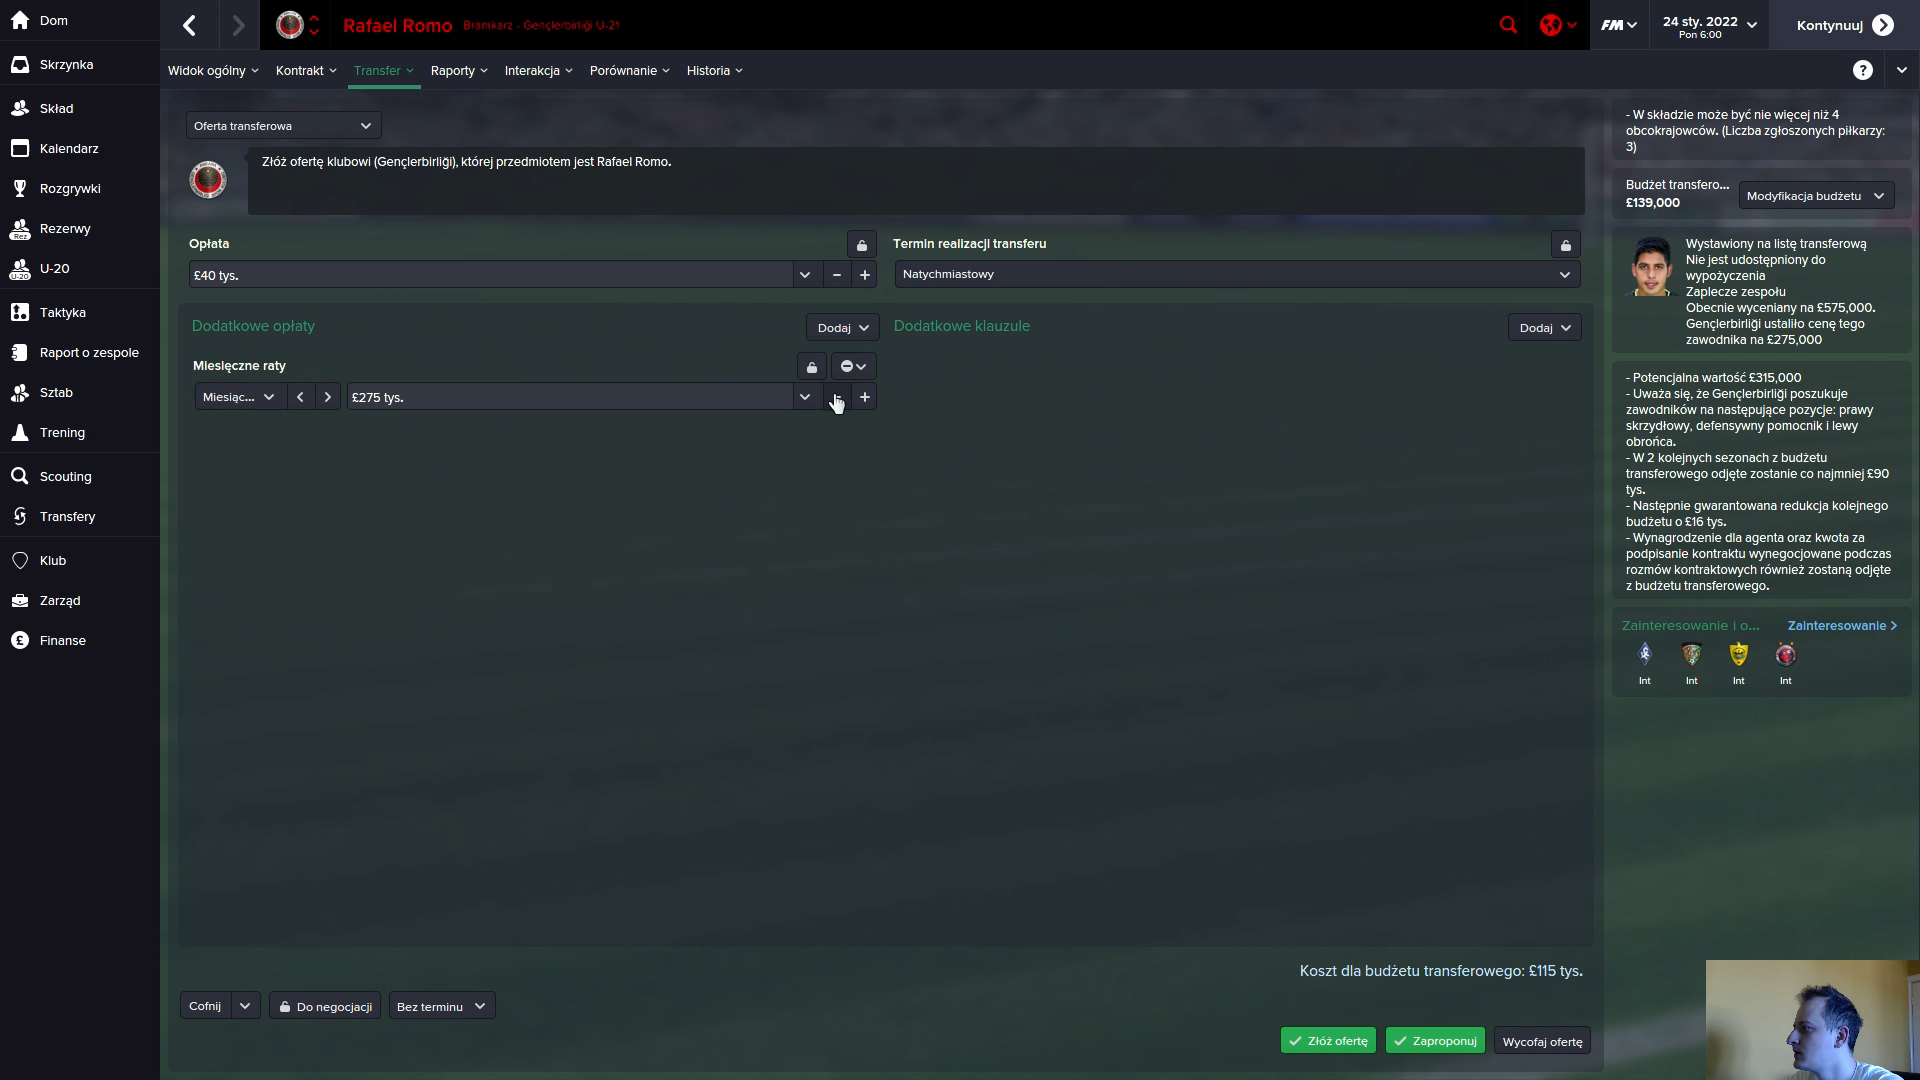 Dom
Skrzynka
Skład
Kalendarz
Rozgrywki
Rez
Rezerwy
U-20
U-20
Taktyka
Raport o zespole
Sztab
Trening
Scouting
Transfery
Klub
Zarząd
Finanse
Rafael Romo
Bramkarz - Gençlerbirliği U-21
FM
24 sty. 2022
Pon 6:00
Kontynuuj
Widok ogólny
Kontrakt
Transfer
Raporty
Interakcja
Porównanie
Historia
?
Oferta transferowa
Złóż ofertę klubowi (Gençlerbirliği), której przedmiotem jest Rafael Romo.
Opłata
£40 tys.
Termin realizacji transferu
Natychmiastowy
Dodatkowe opłaty
Dodaj
Dodatkowe klauzule
Dodaj
Miesięczne raty
Miesiąc...
£275 tys.
Koszt dla budżetu transferowego: £115 tys.
Cofnij
Do negocjacji
Bez terminu
Złóż ofertę
Zaproponuj
Wycofaj ofertę
- W składzie może być nie więcej niż 4
obcokrajowców. (Liczba zgłoszonych piłkarzy:
3)
Budżet transfero...
£139,000
Modyfikacja budżetu
Wystawiony na listę transferową
Nie jest udostępniony do
wypożyczenia
Zaplecze zespołu
Obecnie wyceniany na £575,000.
Gençlerbirliği ustaliło cenę tego
zawodnika na £275,000
- Potencjalna wartość £315,000
- Uważa się, że Gençlerbirliği poszukuje
zawodników na następujące pozycje: prawy
skrzydłowy, defensywny pomocnik i lewy
obrońca.
- W 2 kolejnych sezonach z budżetu
transferowego odjęte zostanie co najmniej £90
tys.
- Następnie gwarantowana redukcja kolejnego
budżetu o £16 tys.
- Wynagrodzenie dla agenta oraz kwota za
podpisanie kontraktu wynegocjowane podczas
rozmów kontraktowych również zostaną odjęte
z budżetu transferowego.
Zainteresowanie i o...
Zainteresowanie
Int
Int
Int
Int